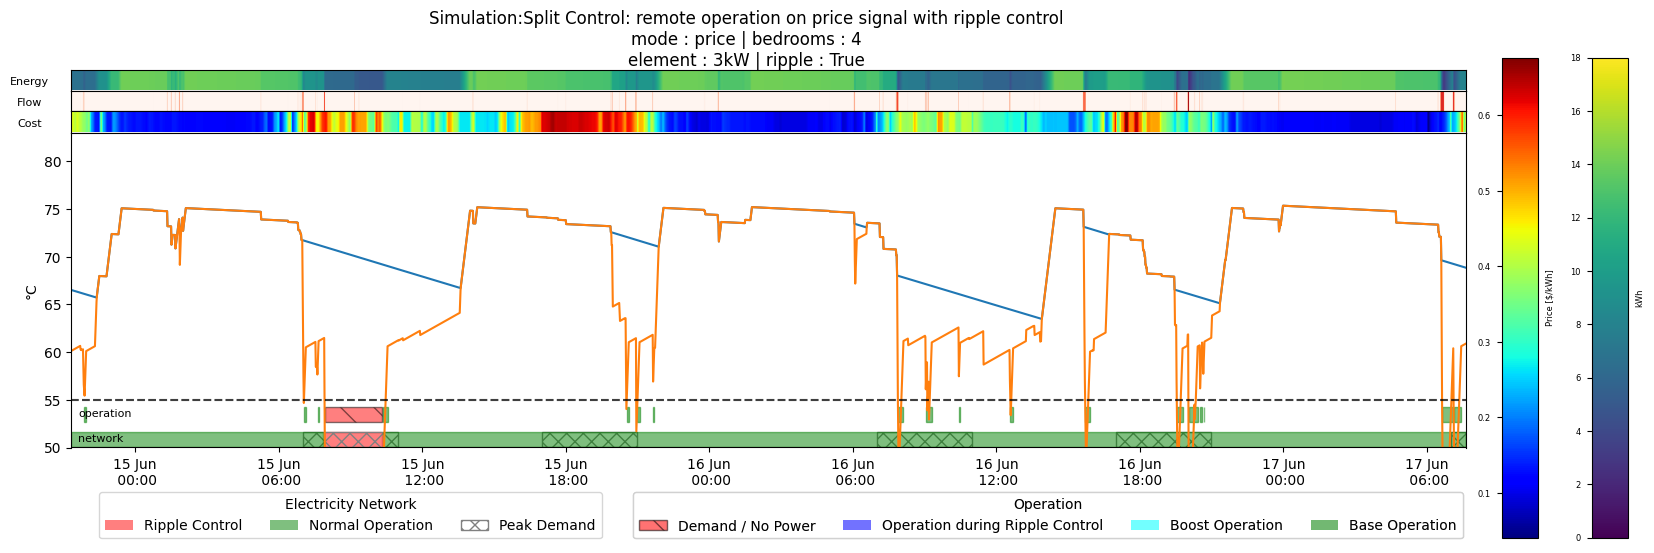 Simulation:Split Control: remote operation on price signal with ripple control
mode : price | bedrooms : 4
element : 3kW | ripple : True
Energy
Flow
Cost
80
75
70
65
60
55
50
°C
operation
network
15 Jun 00:00
15 Jun 06:00
15 Jun 12:00
15 Jun 18:00
16 Jun 00:00
16 Jun 06:00
16 Jun 12:00
16 Jun 18:00
17 Jun 00:00
17 Jun 06:00
Electricity Network
Ripple Control
Normal Operation
Peak Demand
Operation
Demand / No Power
Operation during Ripple Control
Boost Operation
Base Operation
0.6
0.5
0.4
0.3
0.2
0.1
Price [$/kWh]
18
16
14
12
10
8
6
4
2
0
kWh